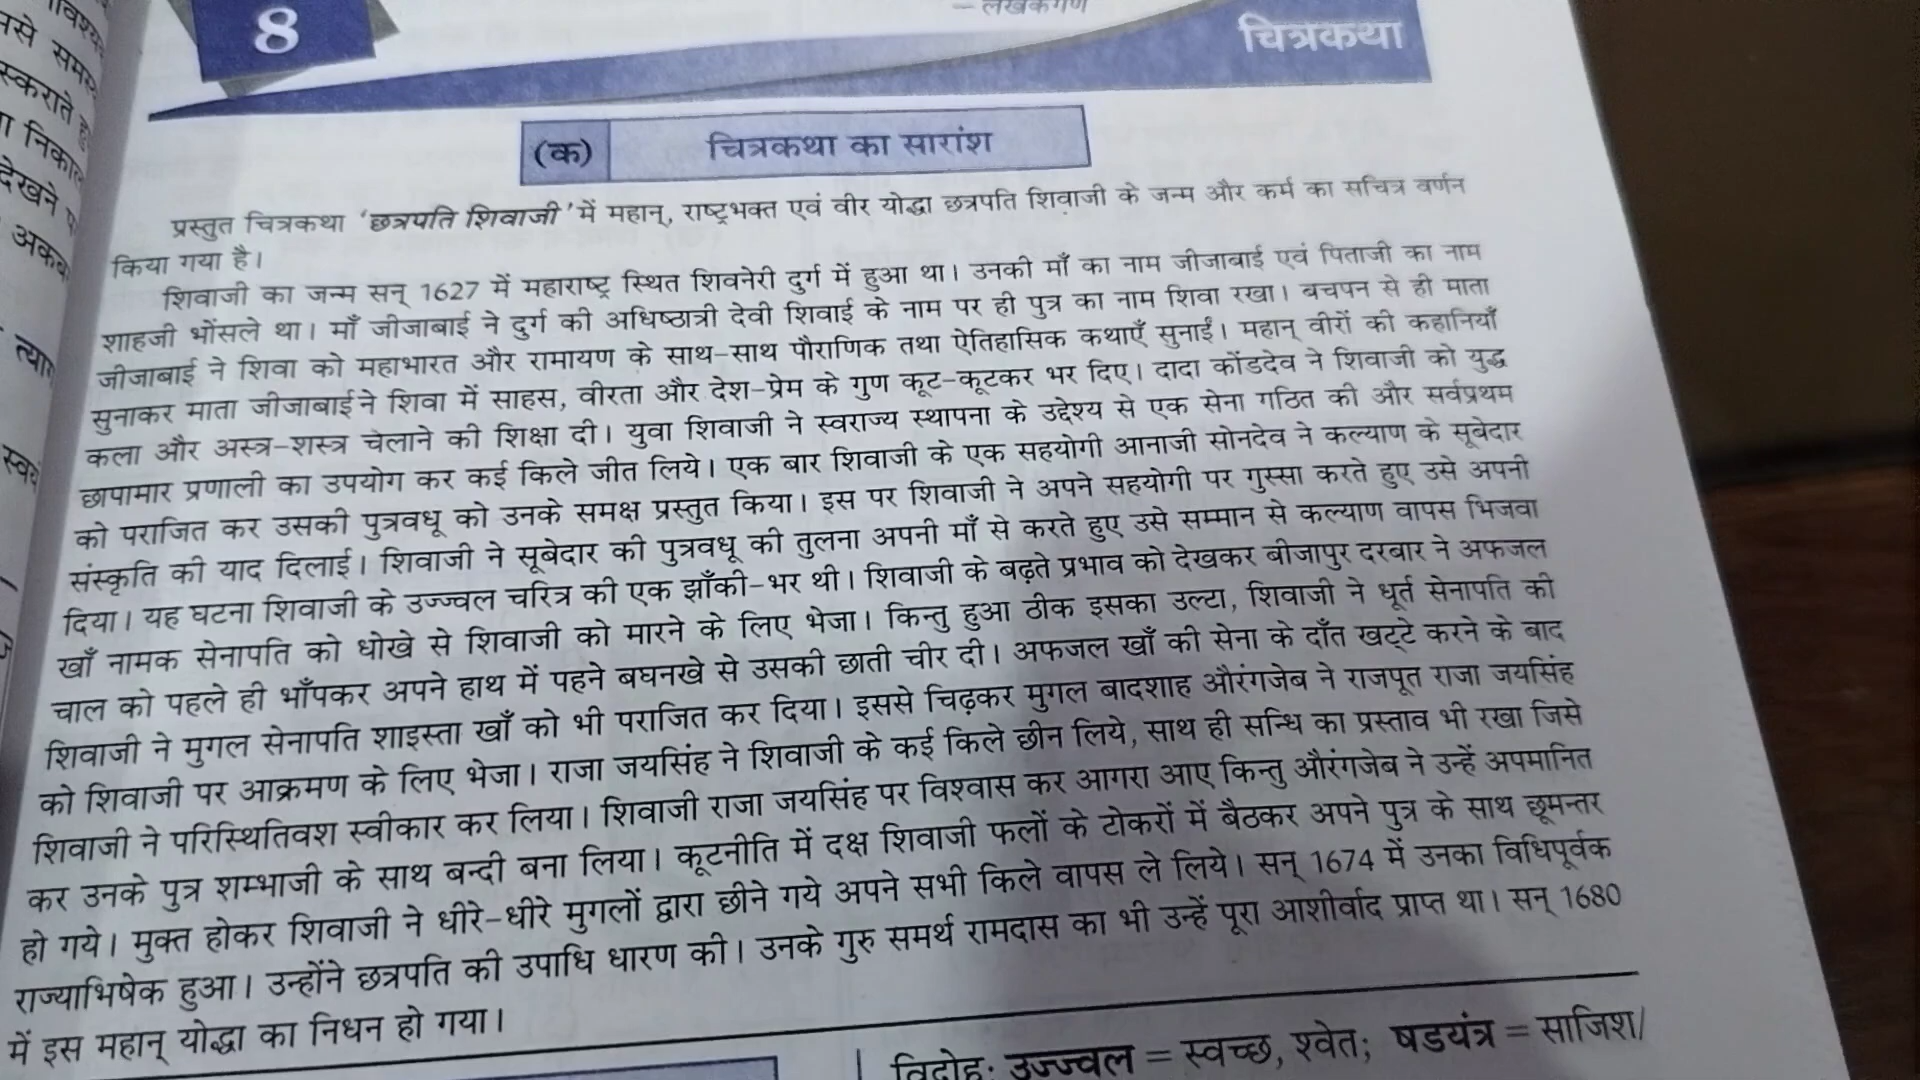 8
– लेखकगण
चित्रकथा
(क) चित्रकथा का सारांश
प्रस्तुत चित्रकथा 'छत्रपति शिवाजी' में महान्, राष्ट्रभक्त एवं वीर योद्धा छत्रपति शिवाजी के जन्म और कर्म का सचित्र वर्णन
किया गया है।
शिवाजी का जन्म सन् 1627 में महाराष्ट्र स्थित शिवनेरी दुर्ग में हुआ था। उनकी माँ का नाम जीजाबाई एवं पिताजी का नाम
शाहजी भोंसले था। माँ जीजाबाई ने दुर्ग की अधिष्ठात्री देवी शिवाई के नाम पर ही पुत्र का नाम शिवा रखा। बचपन से ही माता
जीजाबाई ने शिवा को महाभारत और रामायण के साथ-साथ पौराणिक तथा ऐतिहासिक कथाएँ सुनाईं। महान् वीरों की कहानियाँ
सुनाकर माता जीजाबाई ने शिवा में साहस, वीरता और देश-प्रेम के गुण कूट-कूटकर भर दिए। दादा कोंडदेव ने शिवाजी को युद्ध
कला और अस्त्र-शस्त्र चलाने की शिक्षा दी। युवा शिवाजी ने स्वराज्य स्थापना के उद्देश्य से एक सेना गठित की और सर्वप्रथम
छापामार प्रणाली का उपयोग कर कई किले जीत लिये। एक बार शिवाजी के एक सहयोगी आनाजी सोनदेव ने कल्याण के सूबेदार
को पराजित कर उसकी पुत्रवधू को उनके समक्ष प्रस्तुत किया। इस पर शिवाजी ने अपने सहयोगी पर गुस्सा करते हुए उसे अपनी
संस्कृति की याद दिलाई। शिवाजी ने सूबेदार की पुत्रवधू की तुलना अपनी माँ से करते हुए उसे सम्मान से कल्याण वापस भिजवा
दिया। यह घटना शिवाजी के उज्ज्वल चरित्र की एक झाँकी-भर थी। शिवाजी के बढ़ते प्रभाव को देखकर बीजापुर दरबार ने अफजल
खाँ नामक सेनापति को धोखे से शिवाजी को मारने के लिए भेजा। किन्तु हुआ ठीक इसका उल्टा, शिवाजी ने धूर्त सेनापति की
चाल को पहले ही भाँपकर अपने हाथ में पहने बघनखे से उसकी छाती चीर दी। अफजल खाँ की सेना के दाँत खट्टे करने के बाद
शिवाजी ने मुगल सेनापति शाइस्ता खाँ को भी पराजित कर दिया। इससे चिढ़कर मुगल बादशाह औरंगजेब ने राजपूत राजा जयसिंह
को शिवाजी पर आक्रमण के लिए भेजा। राजा जयसिंह ने शिवाजी के कई किले छीन लिये, साथ ही सन्धि का प्रस्ताव भी रखा जिसे
शिवाजी ने परिस्थितिवश स्वीकार कर लिया। शिवाजी राजा जयसिंह पर विश्वास कर आगरा आए किन्तु औरंगजेब ने उन्हें अपमानित
कर उनके पुत्र शम्भाजी के साथ बन्दी बना लिया। कूटनीति में दक्ष शिवाजी फलों के टोकरों में बैठकर अपने पुत्र के साथ छूमन्तर
हो गये। मुक्त होकर शिवाजी ने धीरे-धीरे मुगलों द्वारा छीने गये अपने सभी किले वापस ले लिये। सन् 1674 में उनका विधिपूर्वक
राज्याभिषेक हुआ। उन्होंने छत्रपति की उपाधि धारण की। उनके गुरु समर्थ रामदास का भी उन्हें पूरा आशीर्वाद प्राप्त था। सन् 1680
में इस महान् योद्धा का निधन हो गया।
उज्ज्वल = स्वच्छ, श्वेत; षडयंत्र = साजिश/